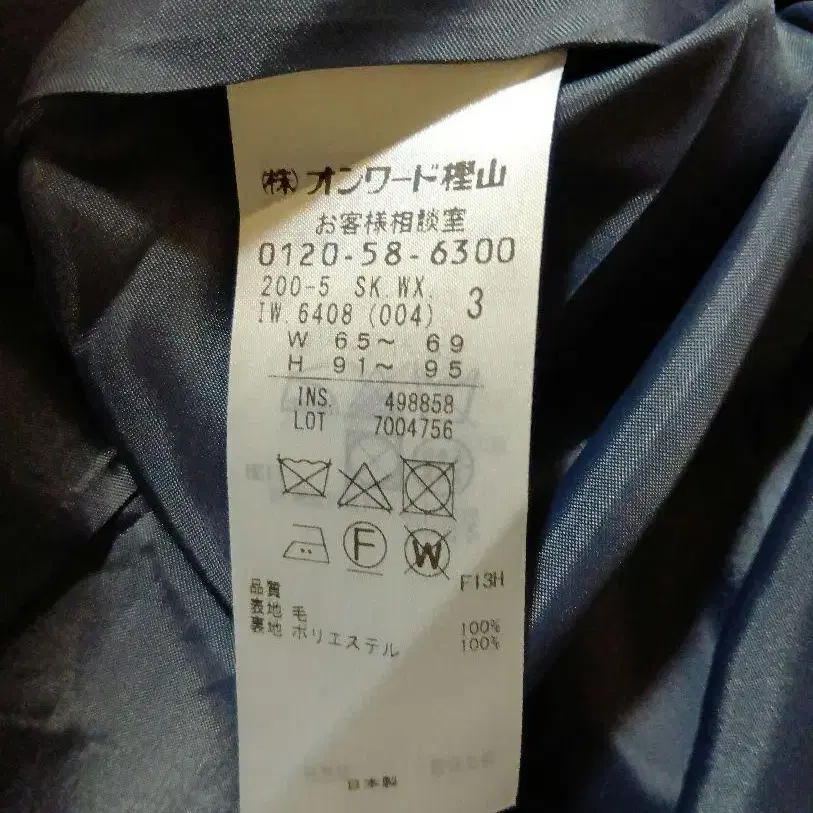 (株)オンワード樫山
お客様相談室
0120-58-6300
200-5 SK.WX. 3
IW.6408 (004)
W 65～ 69
H 91～ 95
INS. 498858
LOT 7004756
F
W
F13H
品質
表地 毛 100%
裏地 ポリエステル 100%
日本製